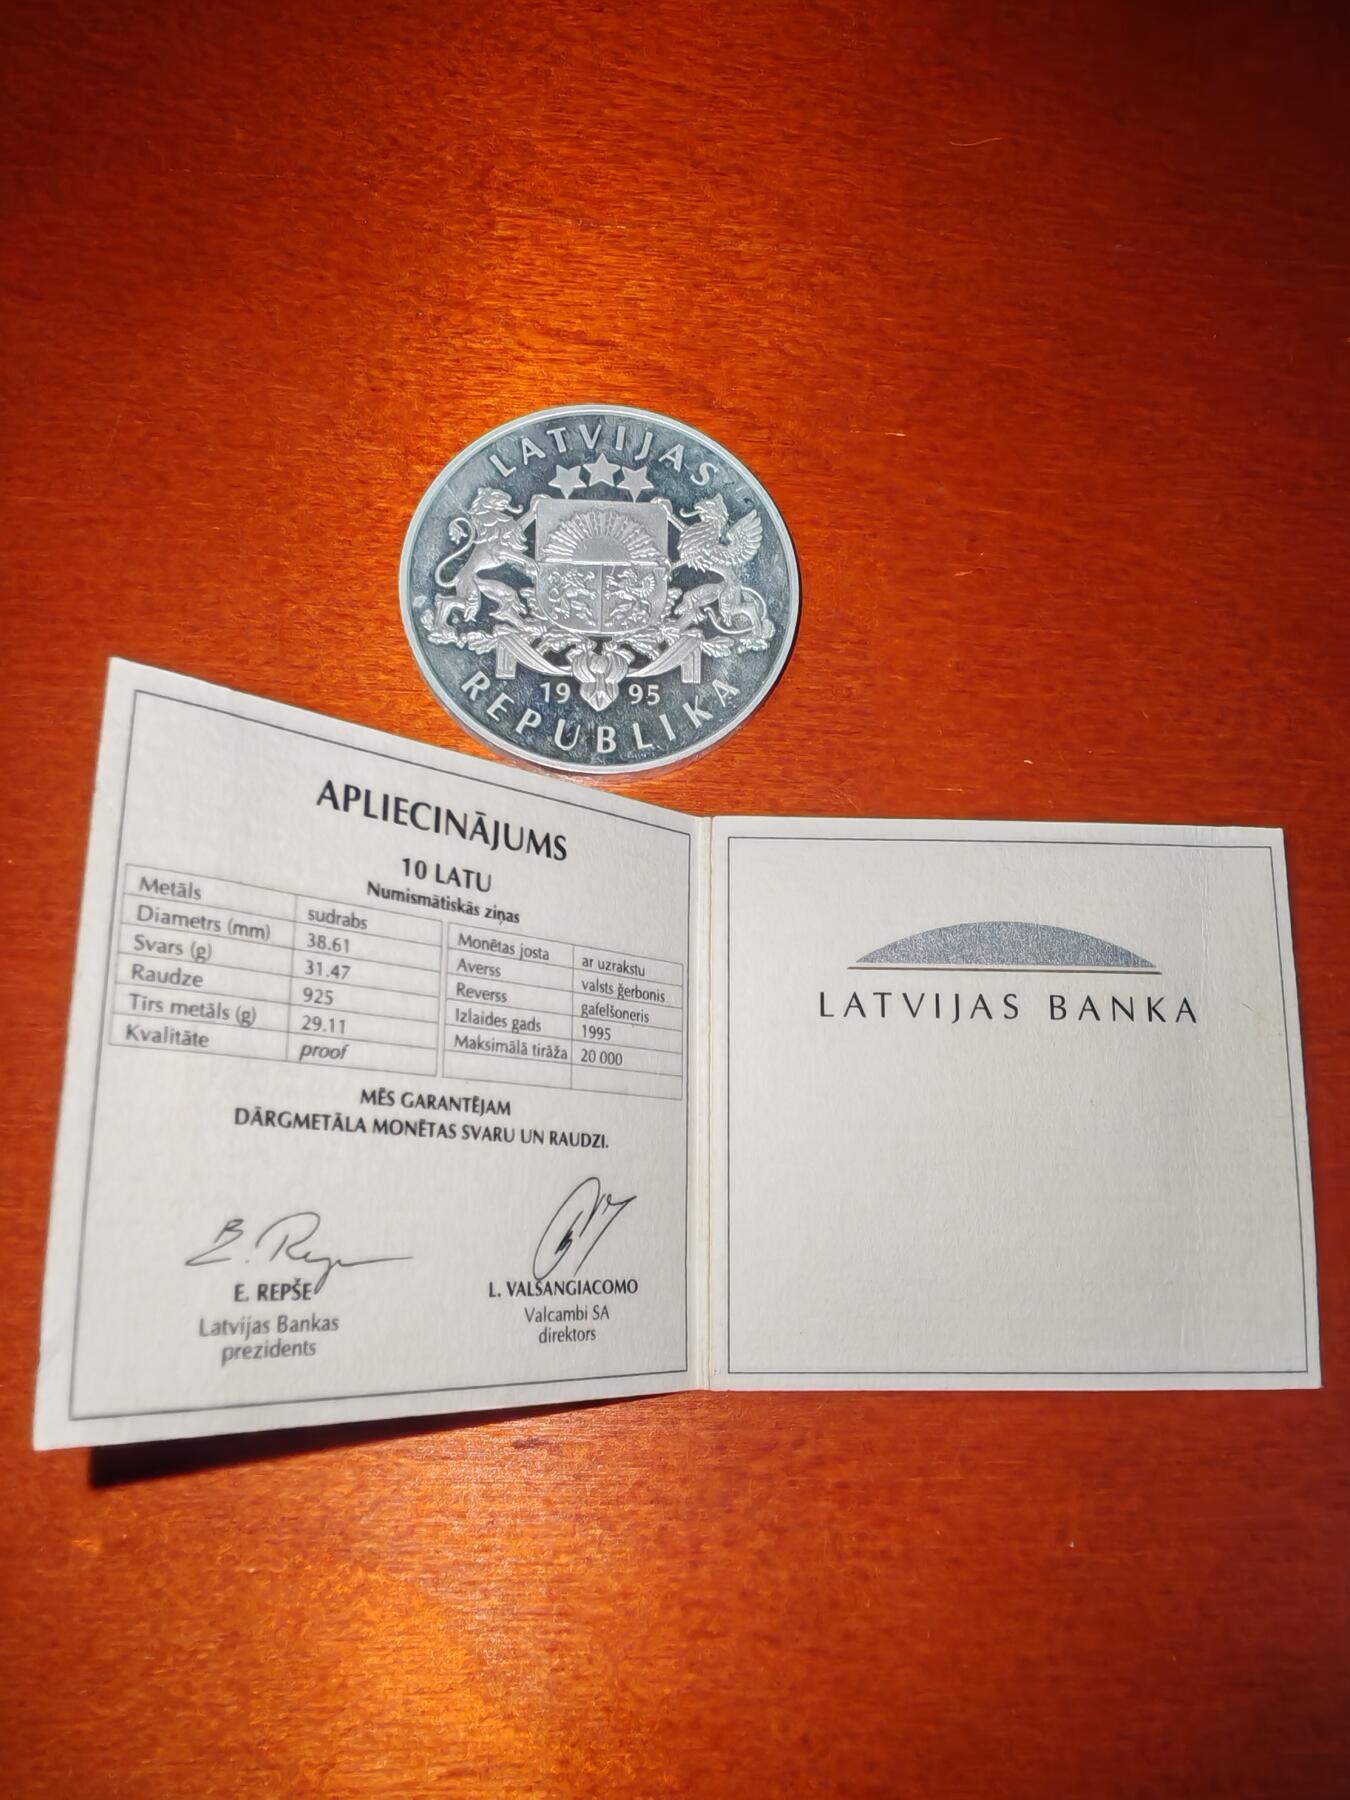 LATVIJAS
19 95
REPUBLIKA
APLIECINĀJUMS
10 LATU
Numismātiskās ziņas
Metāls sudrabs
Diametrs (mm) 38.61
Svars (g) 31.47
Raudze 925
Tīrs metāls (g) 29.11
Kvalitāte proof
Monētas josta ar uzrakstu
Averss valsts ģerbonis
Reverss gafelšoneris
Izlaides gads 1995
Maksimālā tirāža 20 000
MĒS GARANTĒJAM
DĀRGMETĀLA MONĒTAS SVARU UN RAUDZI.
E. REPŠE
Latvijas Bankas
prezidents
L. VALSANGIACOMO
Valcambi SA
direktors
LATVIJAS BANKA